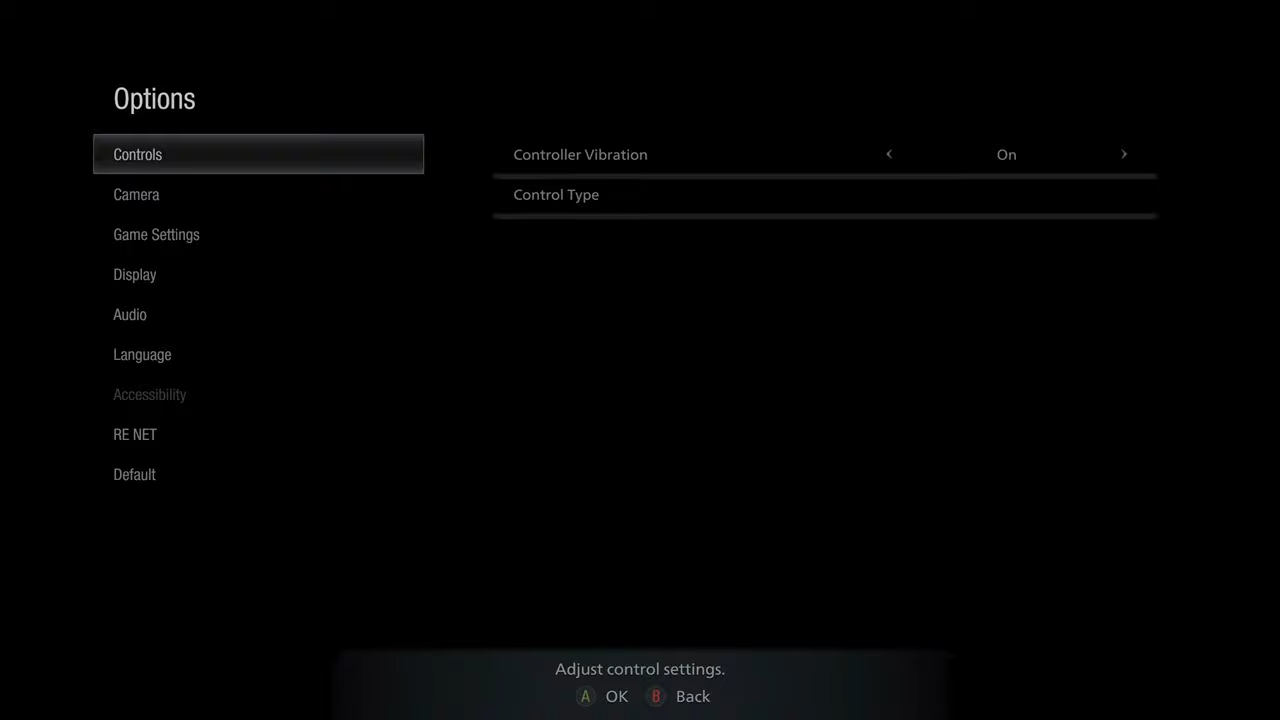 Options
Controls
Camera
Game Settings
Display
Audio
Language
Accessibility
RE NET
Default
Controller Vibration
On
Control Type
Adjust control settings.
A OK B Back